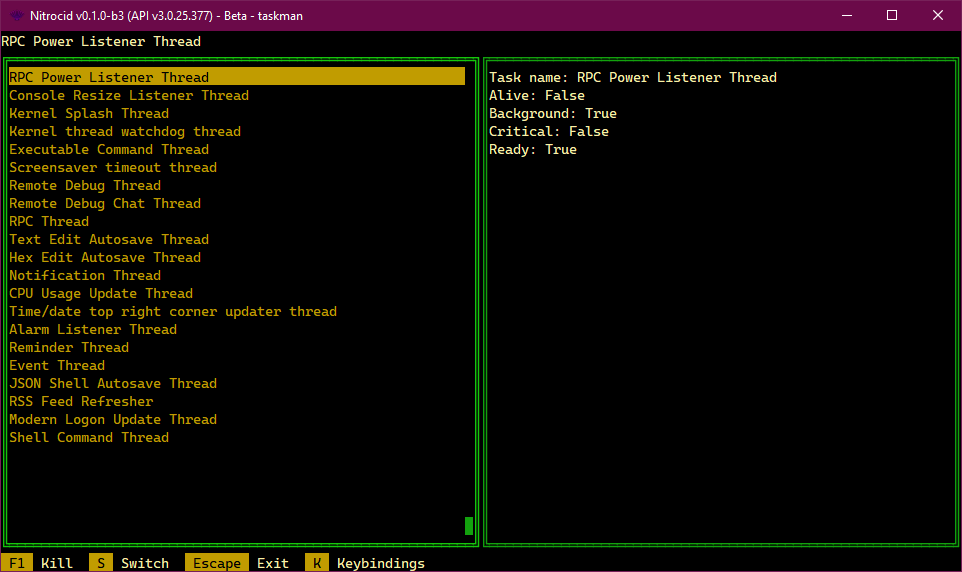 Nitrocid v0.1.0-b3 (API v3.0.25.377) - Beta - taskman
RPC Power Listener Thread
RPC Power Listener Thread
Console Resize Listener Thread
Kernel Splash Thread
Kernel thread watchdog thread
Executable Command Thread
Screensaver timeout thread
Remote Debug Thread
Remote Debug Chat Thread
RPC Thread
Text Edit Autosave Thread
Hex Edit Autosave Thread
Notification Thread
CPU Usage Update Thread
Time/date top right corner updater thread
Alarm Listener Thread
Reminder Thread
Event Thread
JSON Shell Autosave Thread
RSS Feed Refresher
Modern Logon Update Thread
Shell Command Thread
Task name: RPC Power Listener Thread
Alive: False
Background: True
Critical: False
Ready: True
F1 Kill S Switch Escape Exit K Keybindings